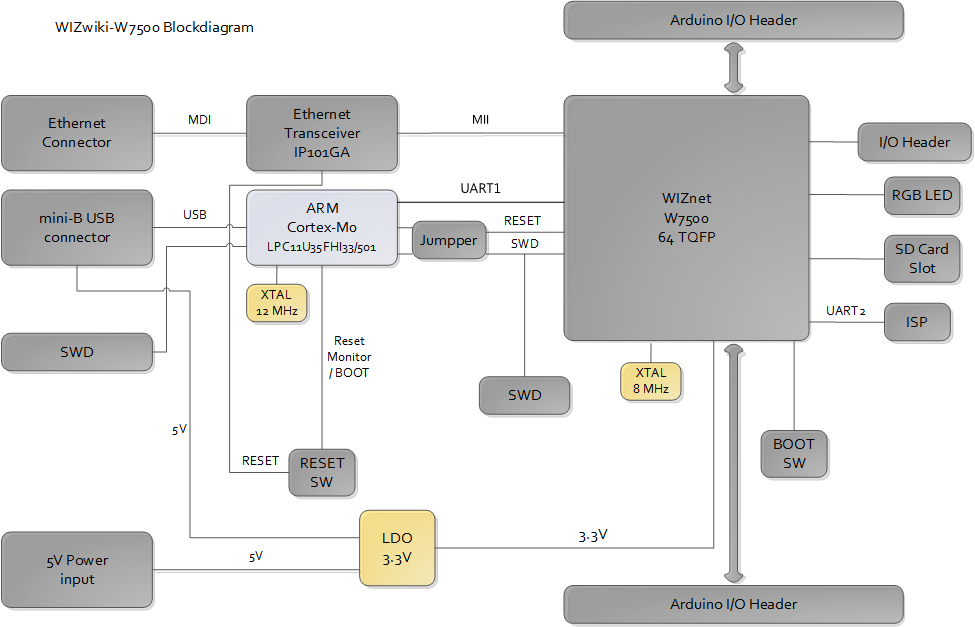 WIZwiki-W7500 Blockdiagram
Arduino I/O Header
Ethernet
Connector
MDI
Ethernet
Transceiver
IP101GA
MII
WIZnet
W7500
64 TQFP
I/O Header
RGB LED
SD Card
Slot
UART2
ISP
mini-B USB
connector
USB
ARM
Cortex-M0
LPC11U35FHI33/501
UART1
Jumpper
RESET
SWD
XTAL
12 MHz
SWD
Reset
Monitor
/ BOOT
SWD
XTAL
8 MHz
5V
RESET
RESET
SW
BOOT
SW
5V Power
input
5V
LDO
3.3V
3.3V
Arduino I/O Header